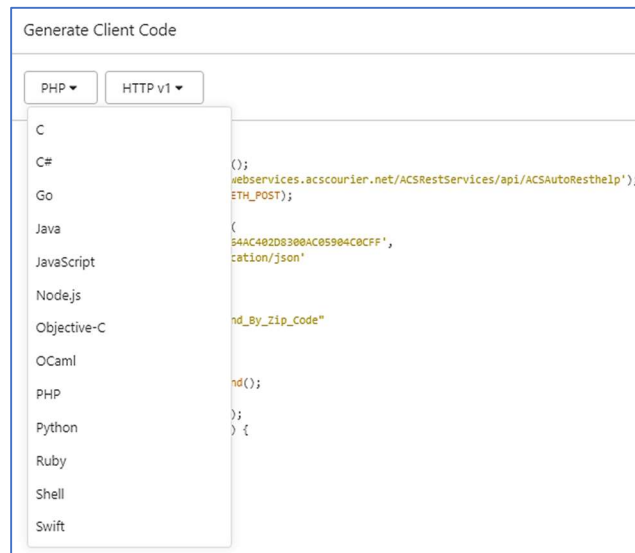 Generate Client Code
PHP HTTP v1
C
C#
();
Go
webservices.acscourier.net/ACSRestServices/api/ACSAutoResthelp');
ETH_POST);
Java
(
64AC402D8300AC05904C0CFF',
JavaScript
cation/json'
Node.js
Objective-C
nd_By_Zip_Code"
OCaml
PHP
nd();
Python
);
) {
Ruby
Shell
Swift